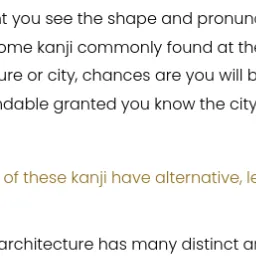 t you see the shape and pronun
ome kanji commonly found at the
ure or city, chances are you will b
ndable granted you know the city
of these kanji have alternative, le
architecture has many distinct a